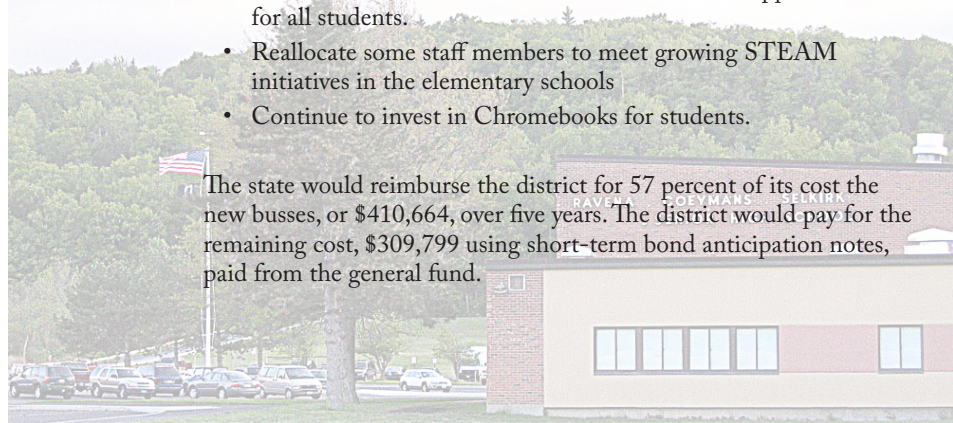 for all students.
• Reallocate some staff members to meet growing STEAM
initiatives in the elementary schools
• Continue to invest in Chromebooks for students.
The state would reimburse the district for 57 percent of its cost the
RAVENA COEYMANS SELKIRK
new busses, or $410,664, over five years. The district would pay for the
remaining cost, $309,799 using short-term bond anticipation notes,
paid from the general fund.